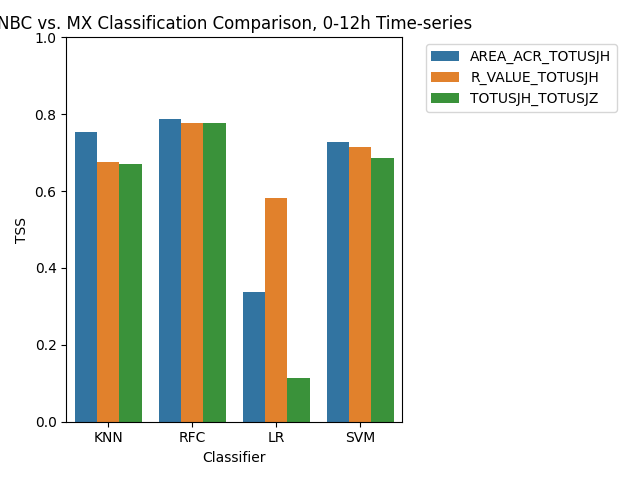 NBC vs. MX Classification Comparison, 0-12h Time-series
AREA_ACR_TOTUSJH
R_VALUE_TOTUSJH
TOTUSJH_TOTUSJZ
1.0
0.8
0.6
0.4
0.2
0.0
TSS
KNN RFC LR SVM
Classifier